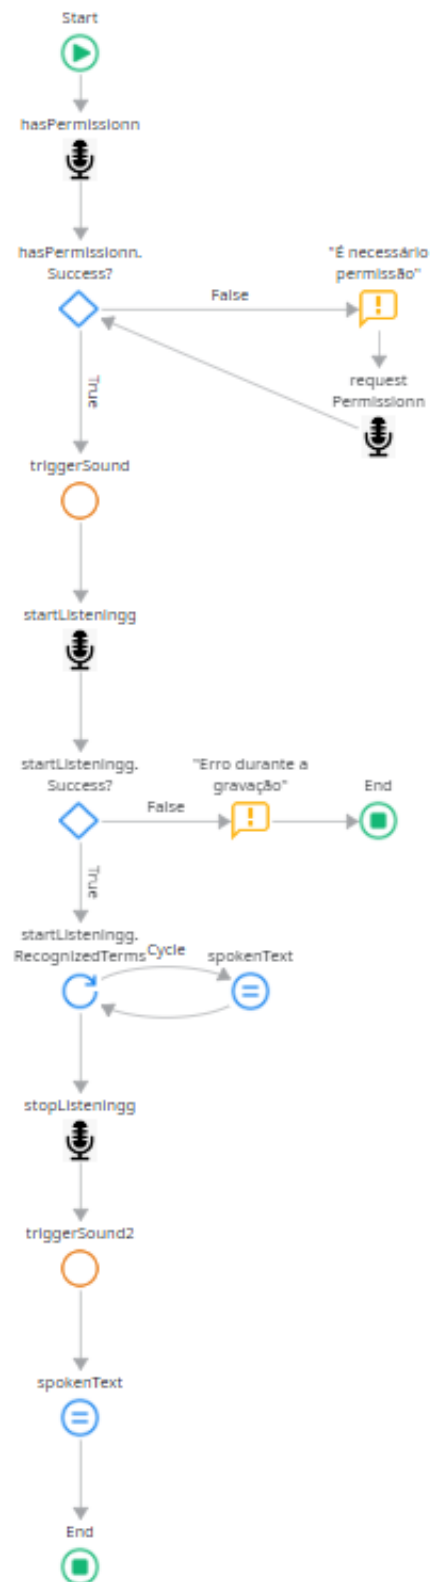 Start
hasPermissionn
hasPermissionn.
Success?
"É necessário
permissão"
False
request
Permissionn
True
triggerSound
startListeningg
startListeningg.
Success?
"Erro durante a
gravação"
End
False
True
startListeningg.
RecognizedTerms
Cycle
spokenText
stopListeningg
triggerSound2
spokenText
End